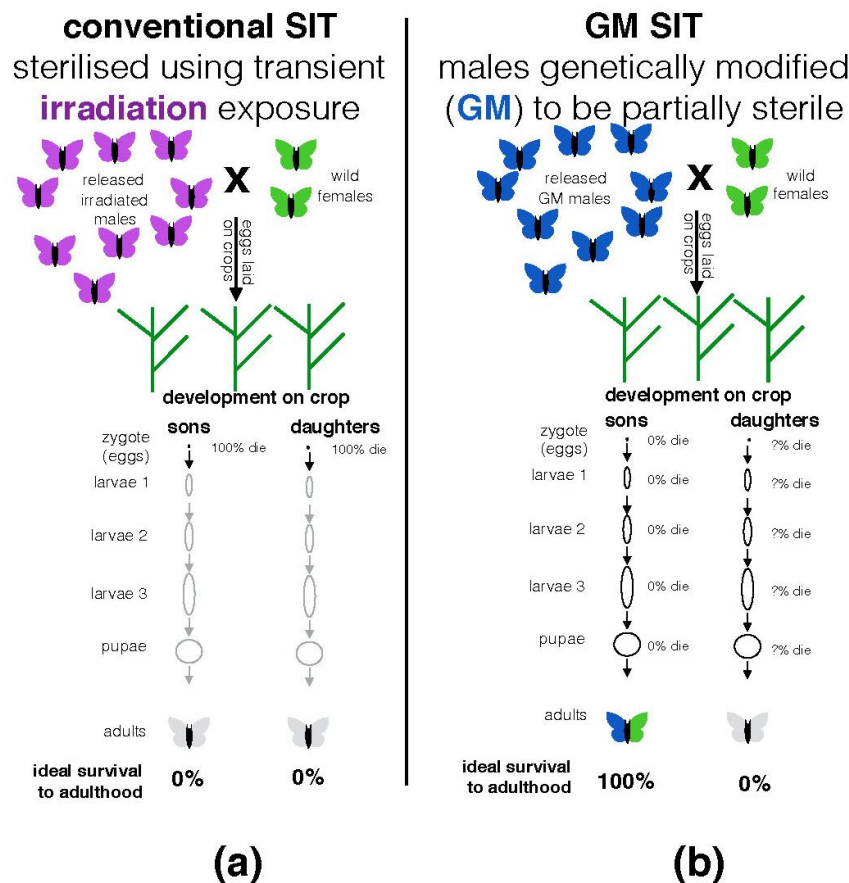 conventional SIT
sterilised using transient
irradiation exposure
released
irradiated
males
X
wild
females
eggs laid
on crops
development on crop
sons
daughters
zygote
(eggs)
100% die
100% die
larvae 1
larvae 2
larvae 3
pupae
adults
ideal survival
to adulthood
0%
0%
(a)
GM SIT
males genetically modified
(GM) to be partially sterile
released
GM males
X
wild
females
eggs laid
on crops
development on crop
sons
daughters
zygote
(eggs)
0% die
?% die
larvae 1
0% die
?% die
larvae 2
0% die
?% die
larvae 3
0% die
?% die
pupae
0% die
?% die
adults
ideal survival
to adulthood
100%
0%
(b)